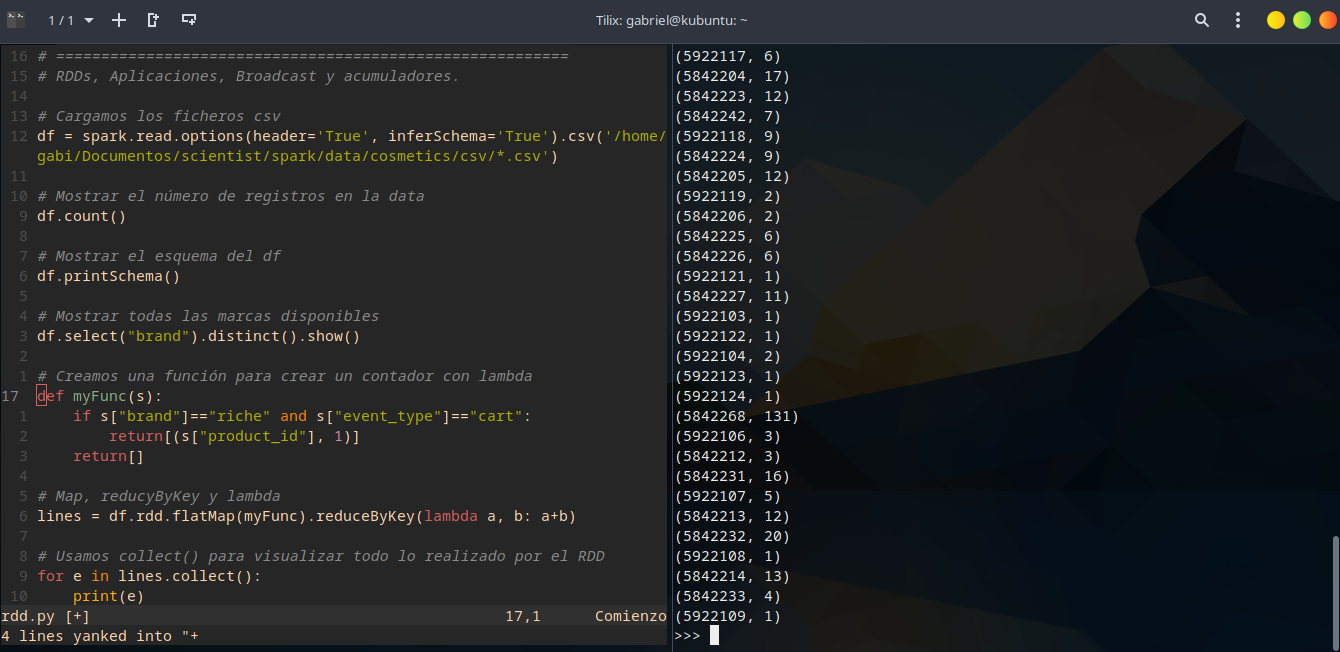 1 / 1
Tilix: gabriel@kubuntu: ~
16 # =========================================================
15 # RDDs, Aplicaciones, Broadcast y acumuladores.
14
13 # Cargamos los ficheros csv
12 df = spark.read.options(header='True', inferSchema='True').csv('/home/
gabi/Documentos/scientist/spark/data/cosmetics/csv/*.csv')
11
10 # Mostrar el número de registros en la data
9 df.count()
8
7 # Mostrar el esquema del df
6 df.printSchema()
5
4 # Mostrar todas las marcas disponibles
3 df.select("brand").distinct().show()
2
1 # Creamos una función para crear un contador con lambda
17 def myFunc(s):
1 if s["brand"]=="riche" and s["event_type"]=="cart":
2 return[(s["product_id"], 1)]
3 return[]
4
5 # Map, reducyByKey y lambda
6 lines = df.rdd.flatMap(myFunc).reduceByKey(lambda a, b: a+b)
7
8 # Usamos collect() para visualizar todo lo realizado por el RDD
9 for e in lines.collect():
10 print(e)
rdd.py [+] 17,1 Comienzo
4 lines yanked into "+
(5922117, 6)
(5842204, 17)
(5842223, 12)
(5842242, 7)
(5922118, 9)
(5842224, 9)
(5842205, 12)
(5922119, 2)
(5842206, 2)
(5842225, 6)
(5842226, 6)
(5922121, 1)
(5842227, 11)
(5922103, 1)
(5922122, 1)
(5922104, 2)
(5922123, 1)
(5922124, 1)
(5842268, 131)
(5922106, 3)
(5842212, 3)
(5842231, 16)
(5922107, 5)
(5842213, 12)
(5842232, 20)
(5922108, 1)
(5842214, 13)
(5842233, 4)
(5922109, 1)
>>>